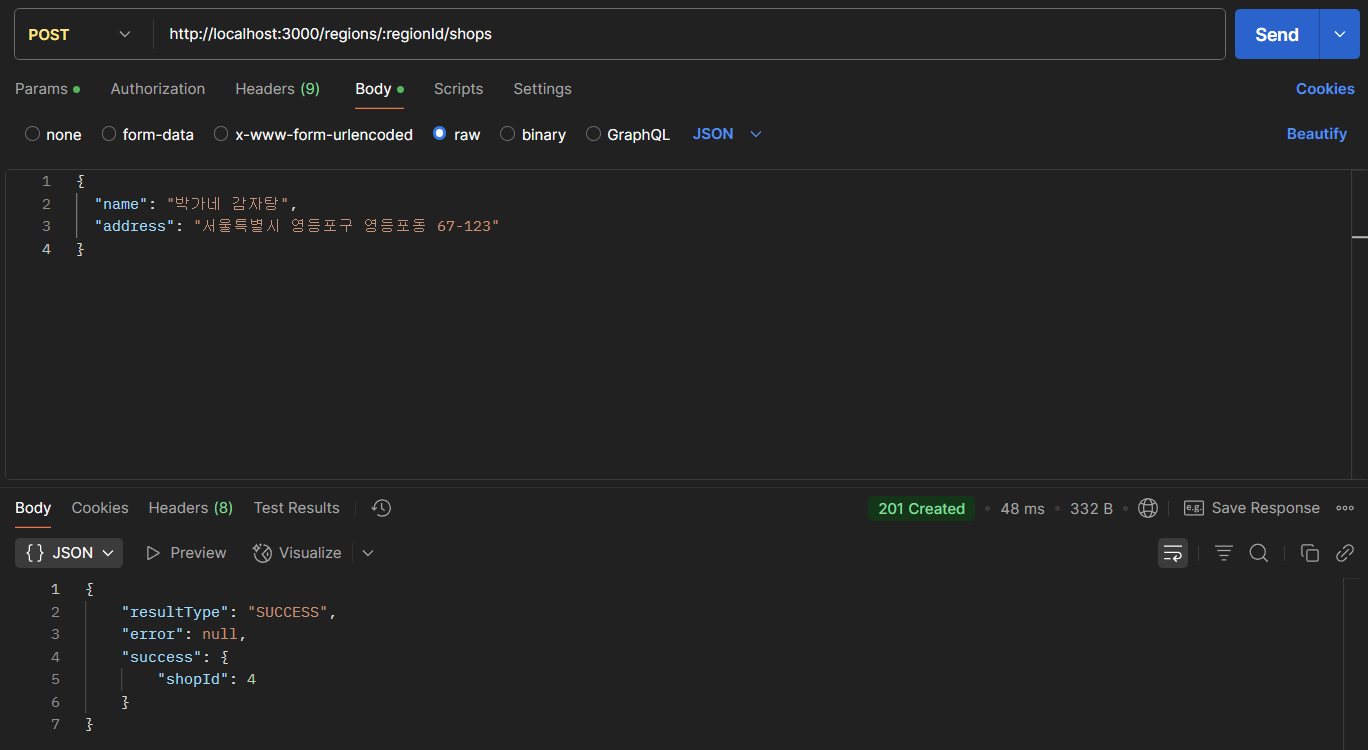 POST http://localhost:3000/regions/:regionId/shops Send
Params Authorization Headers (9) Body Scripts Settings Cookies
none form-data x-www-form-urlencoded raw binary GraphQL JSON Beautify
1 {
2 "name": "박가네 감자탕",
3 "address": "서울특별시 영등포구 영등포동 67-123"
4 }
Body Cookies Headers (8) Test Results 201 Created • 48 ms • 332 B • e.g. Save Response
{} JSON Preview Visualize
1 {
2 "resultType": "SUCCESS",
3 "error": null,
4 "success": {
5 "shopId": 4
6 }
7 }